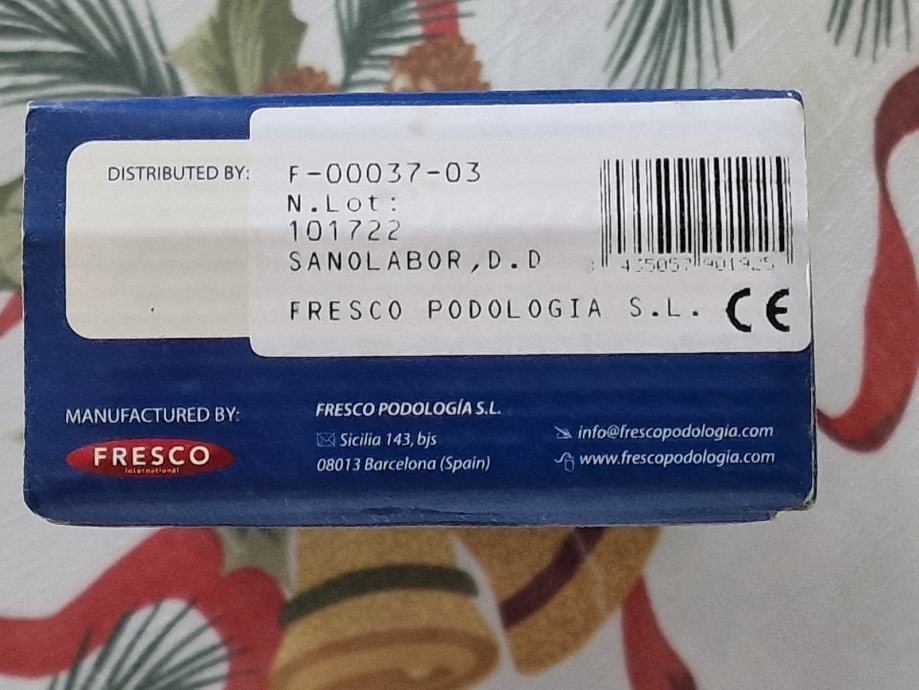 DISTRIBUTED BY:
F-00037-03
N.Lot:
101722
SANOLABOR,D.D
FRESCO PODOLOGIA S.L.
CE
MANUFACTURED BY:
FRESCO
International
FRESCO PODOLOGÍA S.L.
Sicilia 143, bjs
08013 Barcelona (Spain)
info@frescopodologia.com
www.frescopodologia.com